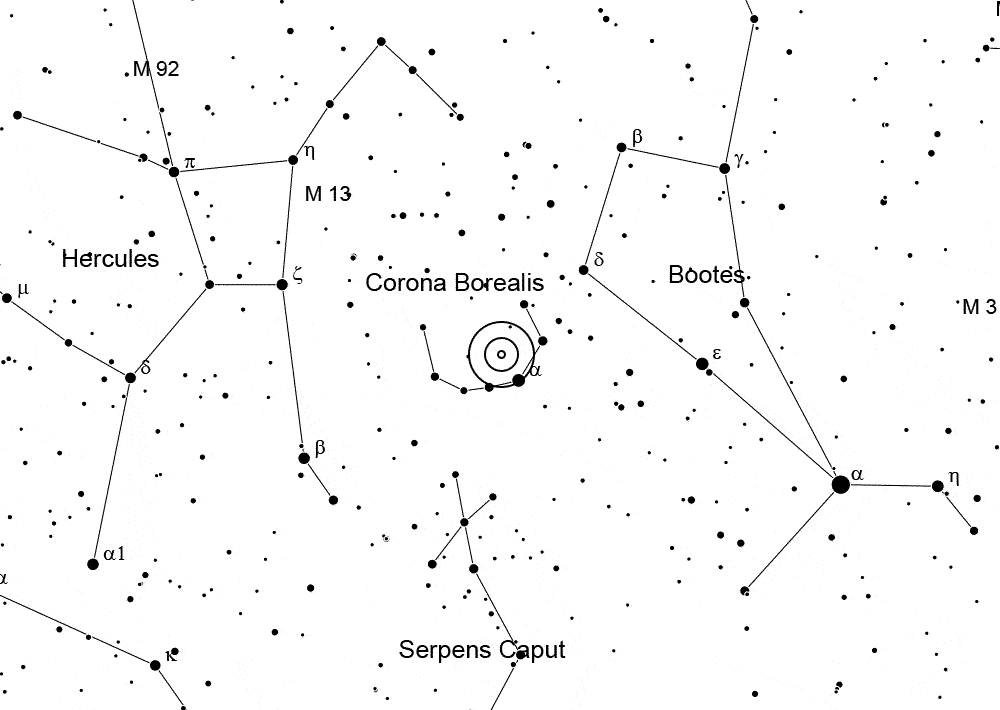 M
M 92
β
γ
π
η
M 13
Hercules
δ
Bootes
ζ
Corona Borealis
μ
M 3
ε
δ
α
β
α
η
α1
α
Serpens Caput
κ